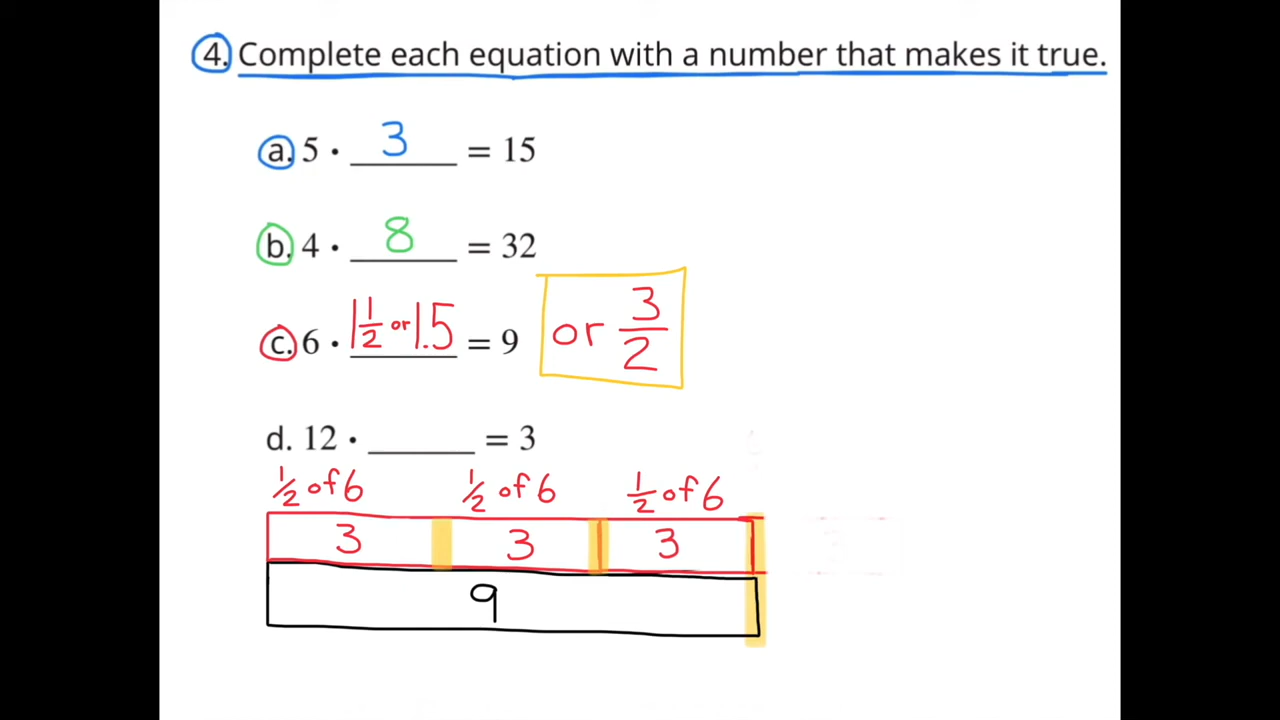 4. Complete each equation with a number that makes it true.
a. 5 · 3 = 15
b. 4 · 8 = 32
c. 6 · 1 1/2 or 1.5 = 9 or 3/2
d. 12 · ______ = 3
1/2 of 6 1/2 of 6 1/2 of 6
3 3 3
9